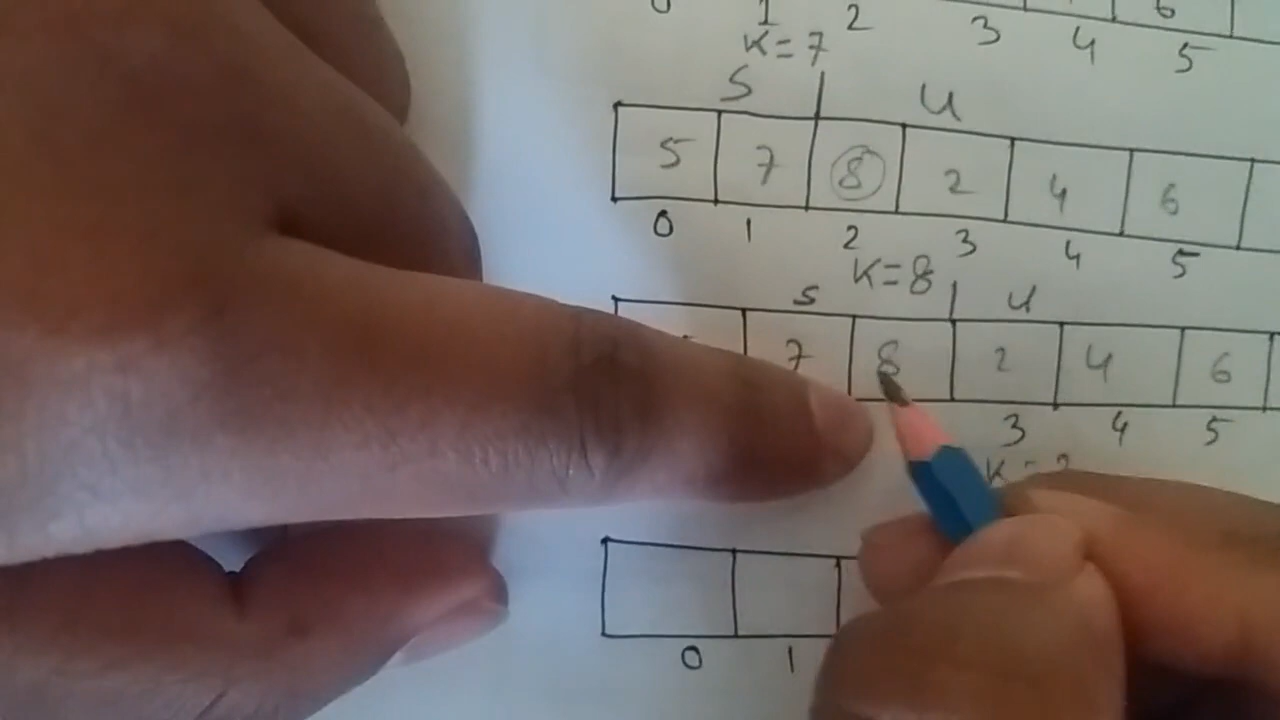 0 1 2 3 4 5
6
K=7
S | U
5 7 8 2 4 6
0 1 2 3 4 5
K=8
s | u
7 8 2 4 6
3 4 5
0 1